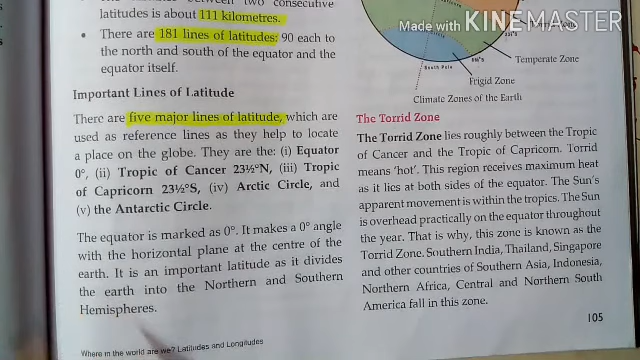 between two consecutive
latitudes is about 111 kilometres.
• There are 181 lines of latitudes: 90 each to
the north and south of the equator and the
equator itself.
Important Lines of Latitude
There are five major lines of latitude, which are
used as reference lines as they help to locate
a place on the globe. They are the: (i) Equator
0°, (ii) Tropic of Cancer 23½°N, (iii) Tropic
of Capricorn 23½°S, (iv) Arctic Circle, and
(v) the Antarctic Circle.
The equator is marked as 0°. It makes a 0° angle
with the horizontal plane at the centre of the
earth. It is an important latitude as it divides
the earth into the Northern and Southern
Hemispheres.
Where in the world are we? Latitudes and Longitudes
Made with KINEMASTER
Temperate Zone
South Pole
Frigid Zone
Climate Zones of the Earth
The Torrid Zone
The Torrid Zone lies roughly between the Tropic
of Cancer and the Tropic of Capricorn. Torrid
means 'hot'. This region receives maximum heat
as it lies at both sides of the equator. The Sun's
apparent movement is within the tropics. The Sun
is overhead practically on the equator throughout
the year. That is why, this zone is known as the
Torrid Zone. Southern India, Thailand, Singapore
and other countries of Southern Asia, Indonesia,
Northern Africa, Central and Northern South
America fall in this zone.
105